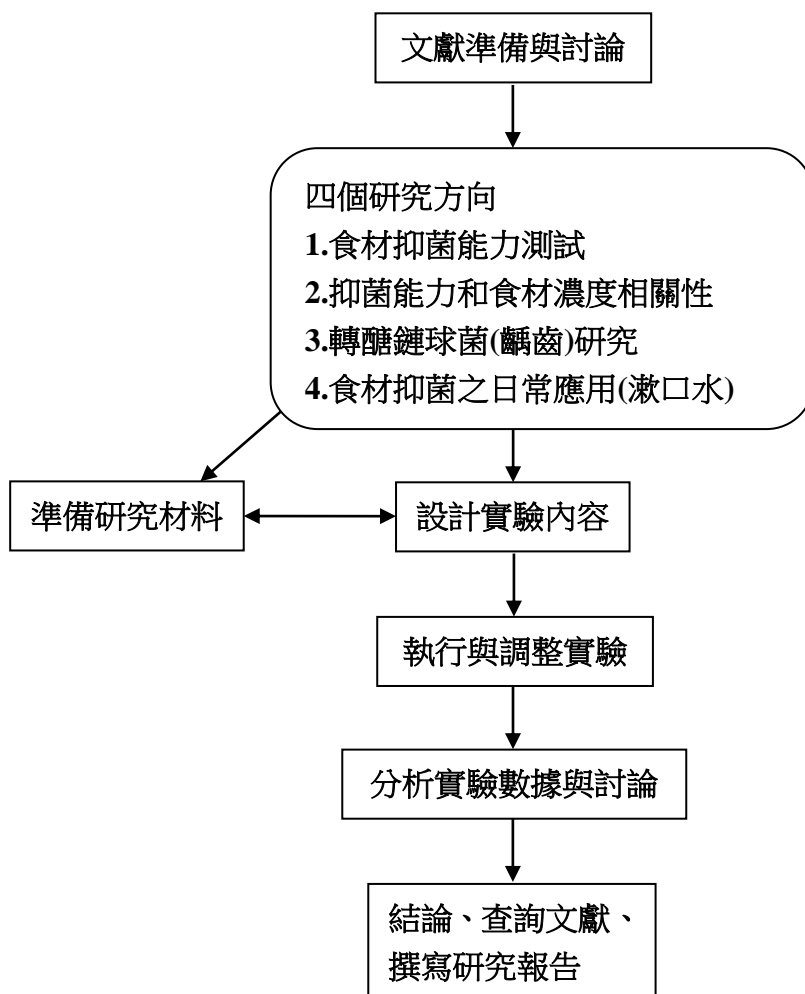 文獻準備與討論
四個研究方向
1.食材抑菌能力測試
2.抑菌能力和食材濃度相關性
3.轉醣鏈球菌(齲齒)研究
4.食材抑菌之日常應用(漱口水)
準備研究材料
設計實驗內容
執行與調整實驗
分析實驗數據與討論
結論、查詢文獻、
撰寫研究報告